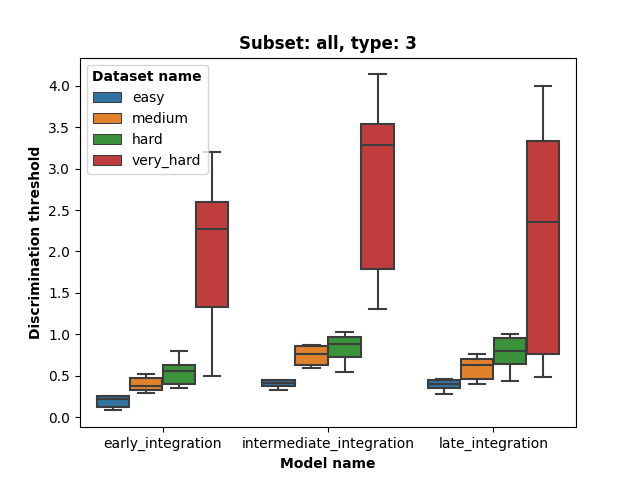 Subset: all, type: 3
Discrimination threshold
4.0
3.5
3.0
2.5
2.0
1.5
1.0
0.5
0.0
Dataset name
easy
medium
hard
very_hard
early_integration
intermediate_integration
late_integration
Model name